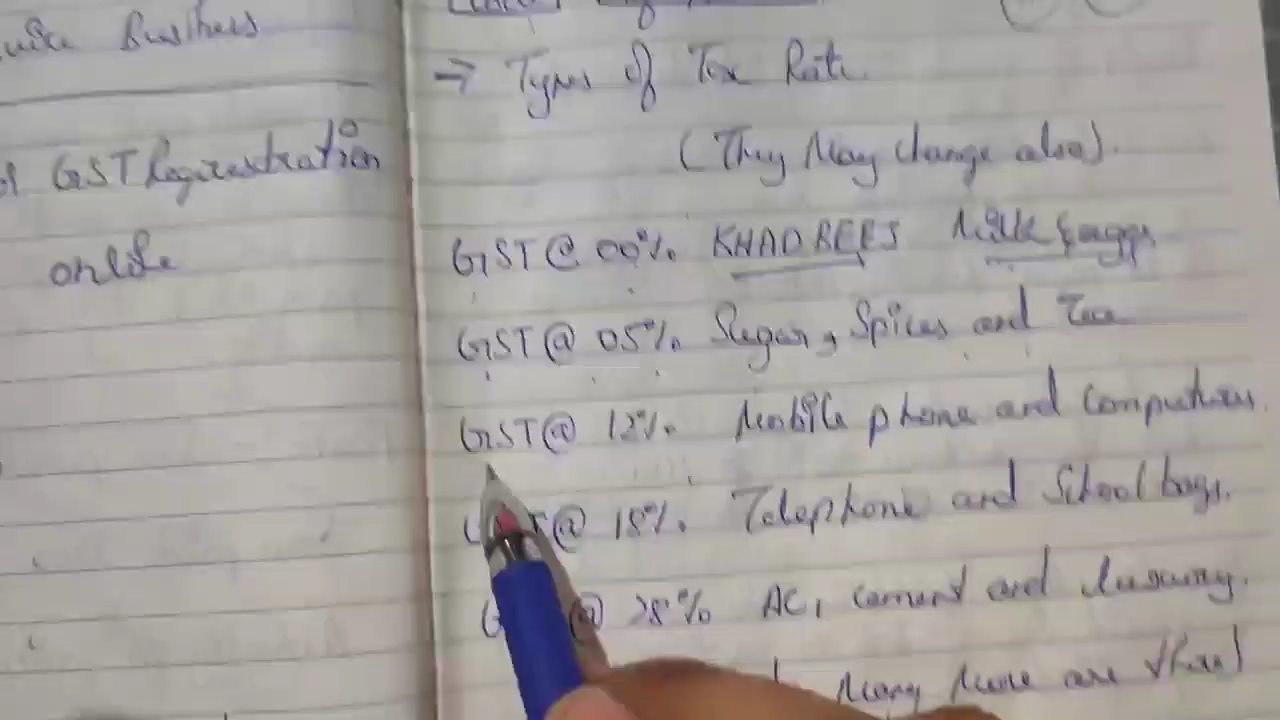 Business
GST Regrestration
online
→ Types of Tax Rate
(They May change also).
GST @ 00% KHADREES Milk & eggs
GST @ 05% Sugar, Spices and Tea
GST @ 12% Mobile phone and Computers.
GST @ 18% Telephone and School bags.
G @ 28% AC, cement and luxury.
Many More are there)